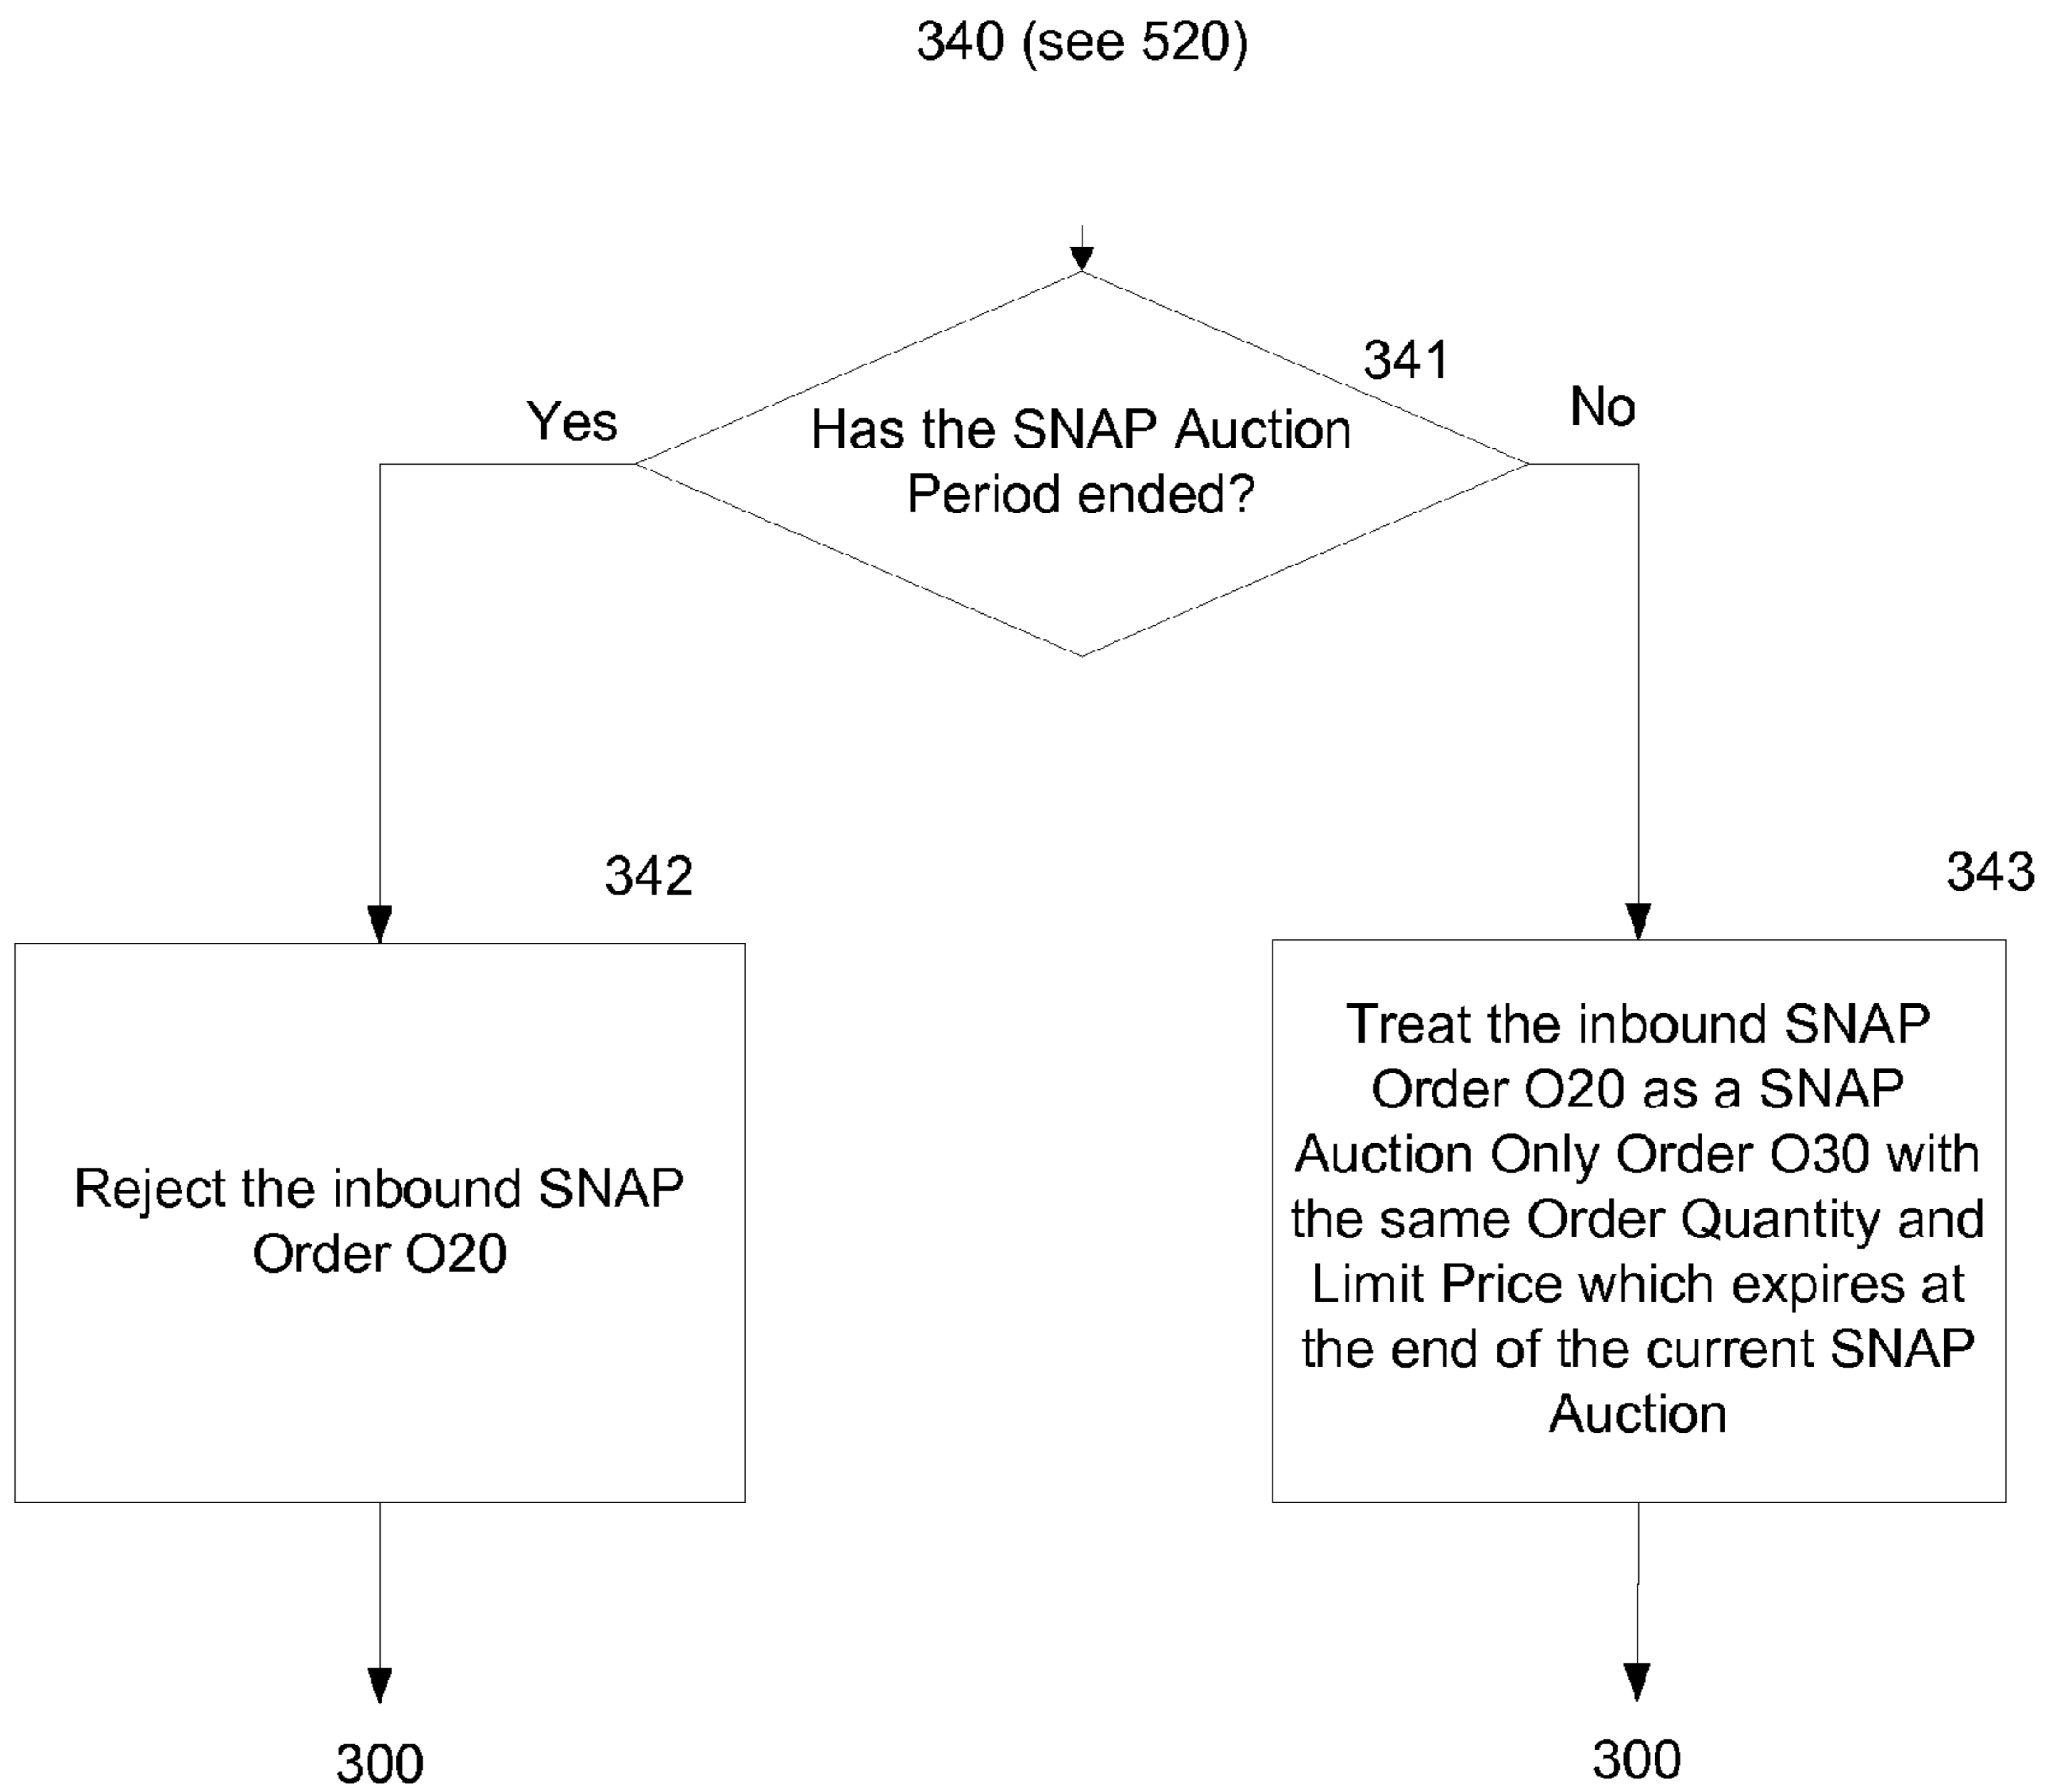 340 (see 520)
341
Yes
No
Has the SNAP Auction
Period ended?
342
343
Reject the inbound SNAP
Order O20
Treat the inbound SNAP
Order O20 as a SNAP
Auction Only Order O30 with
the same Order Quantity and
Limit Price which expires at
the end of the current SNAP
Auction
300
300